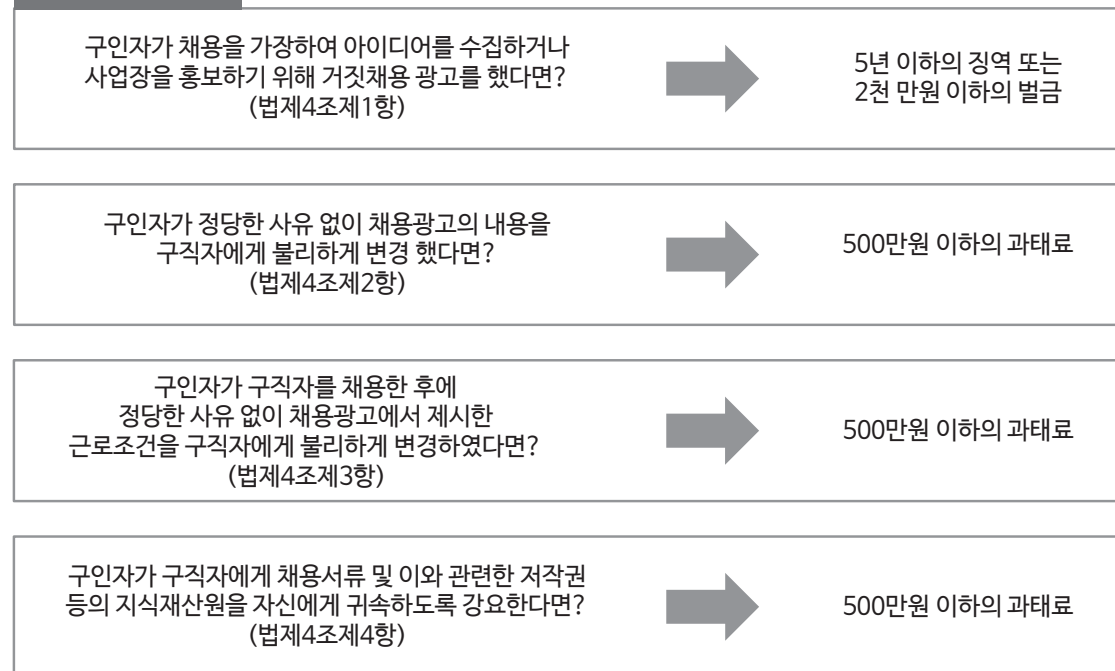 구인자가 채용을 가장하여 아이디어를 수집하거나
사업장을 홍보하기 위해 거짓채용 광고를 했다면?
(법제4조제1항)
5년 이하의 징역 또는
2천 만원 이하의 벌금
구인자가 정당한 사유 없이 채용광고의 내용을
구직자에게 불리하게 변경 했다면?
(법제4조제2항)
500만원 이하의 과태료
구인자가 구직자를 채용한 후에
정당한 사유 없이 채용광고에서 제시한
근로조건을 구직자에게 불리하게 변경하였다면?
(법제4조제3항)
500만원 이하의 과태료
구인자가 구직자에게 채용서류 및 이와 관련한 저작권
등의 지식재산원을 자신에게 귀속하도록 강요한다면?
(법제4조제4항)
500만원 이하의 과태료